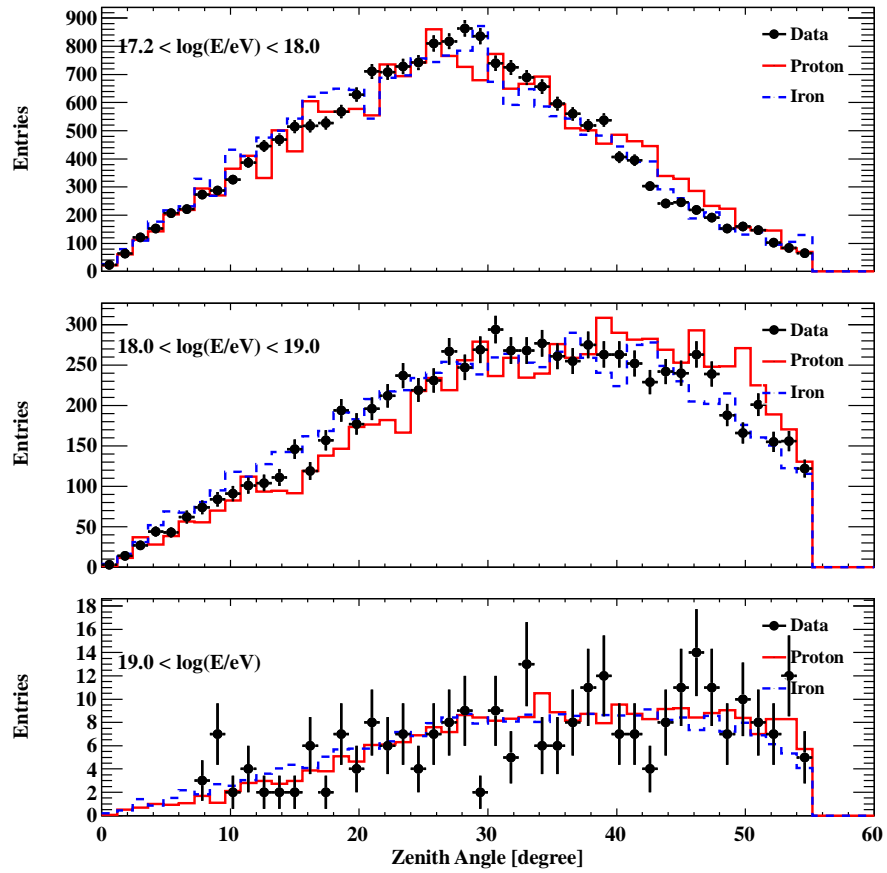 900
800
700
600
500
400
300
200
100
0
Entries
17.2 < log(E/eV) < 18.0
Data
Proton
Iron
300
250
200
150
100
50
0
Entries
18.0 < log(E/eV) < 19.0
Data
Proton
Iron
18
16
14
12
10
8
6
4
2
0
Entries
19.0 < log(E/eV)
Data
Proton
Iron
0 10 20 30 40 50 60
Zenith Angle [degree]